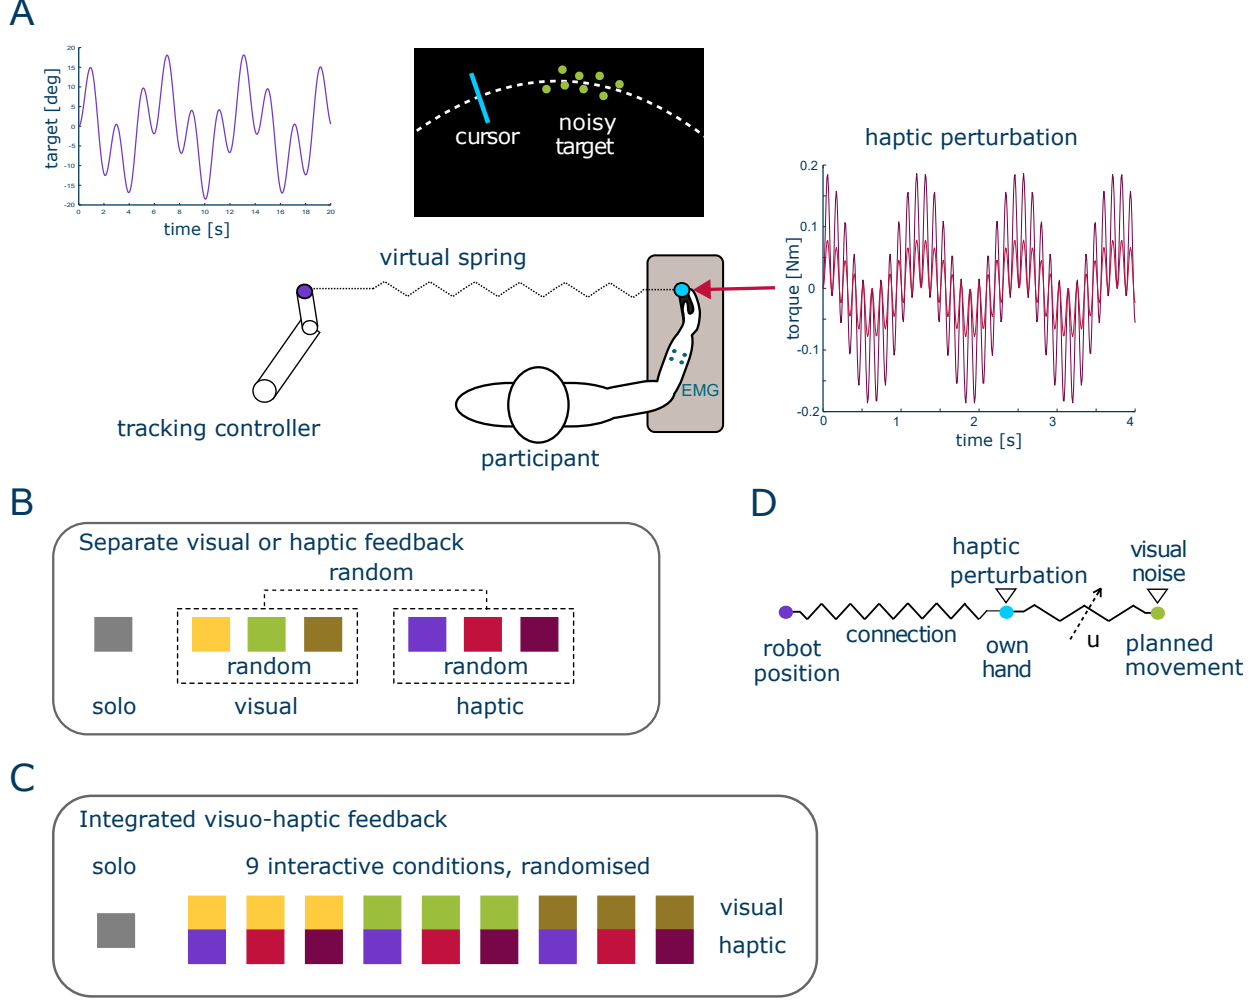 A
target [deg]
20
15
10
5
0
-5
-10
-15
-20
0 2 4 6 8 10 12 14 16 18 20
time [s]
cursor
noisy
target
haptic perturbation
torque [Nm]
0.2
0.1
0
-0.1
-0.2
0 1 2 3 4
time [s]
virtual spring
EMG
tracking controller
participant
B
Separate visual or haptic feedback
random
random random
solo visual haptic
C
Integrated visuo-haptic feedback
solo 9 interactive conditions, randomised
visual
haptic
D
haptic
perturbation
visual
noise
connection
u
robot
position
own
hand
planned
movement